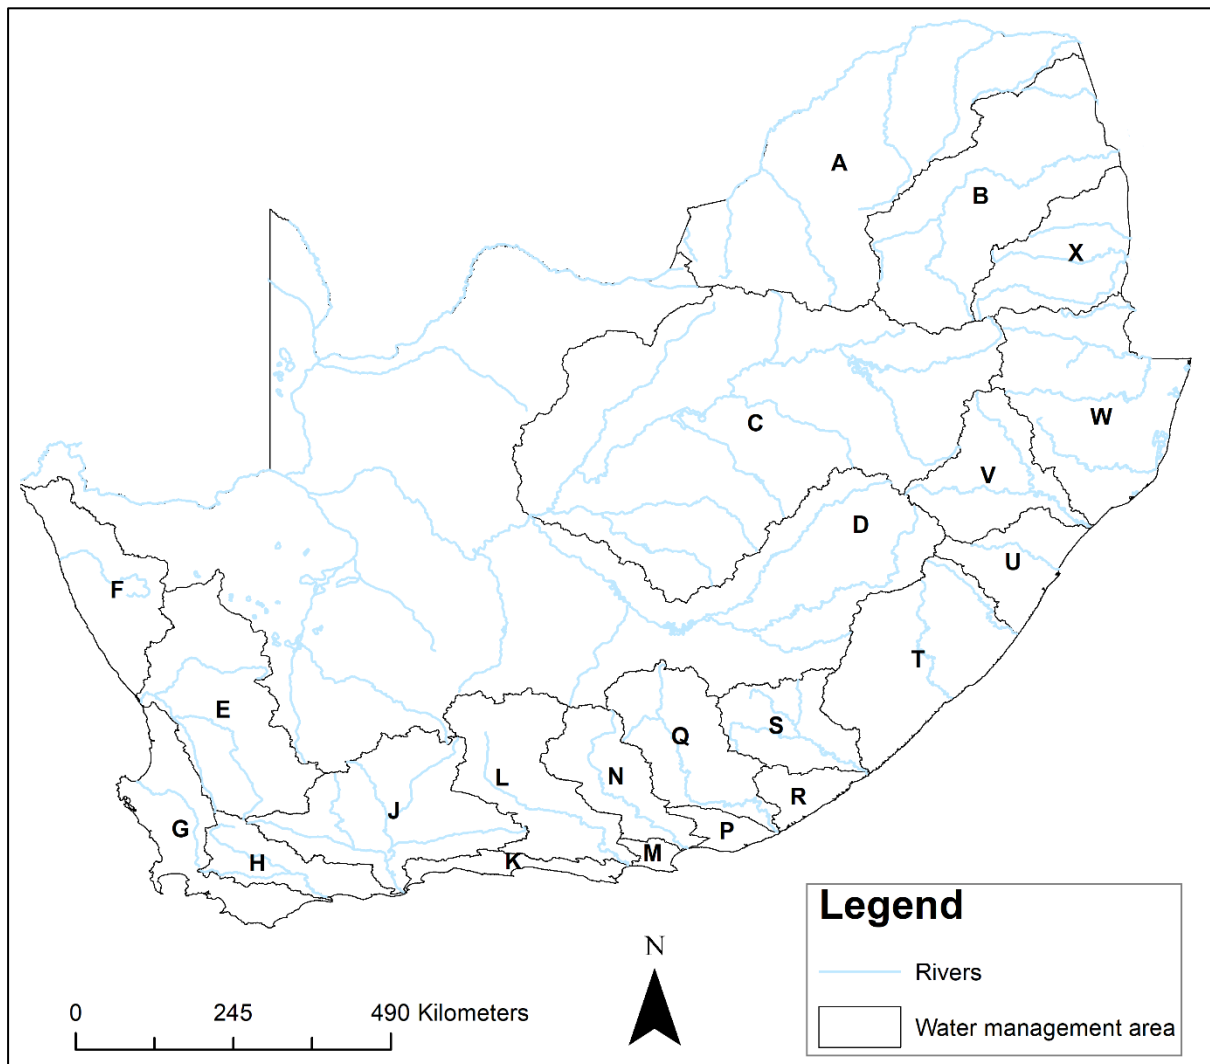 A
B
X
C
W
V
D
U
F
T
E
S
Q
L
N
R
J
G
P
M
K
H
Legend
N
Rivers
0 245 490 Kilometers
Water management area